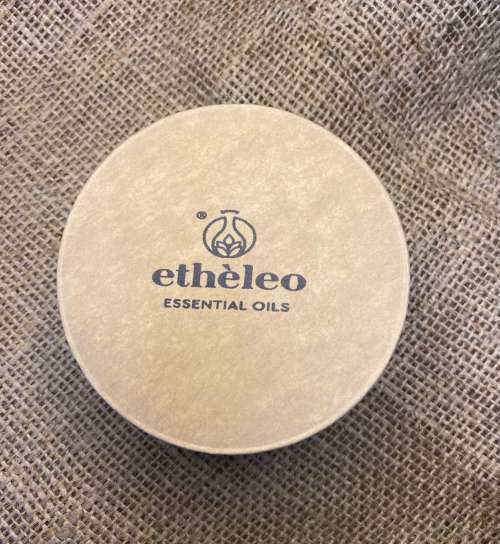 ®
ethèleo
ESSENTIAL OILS